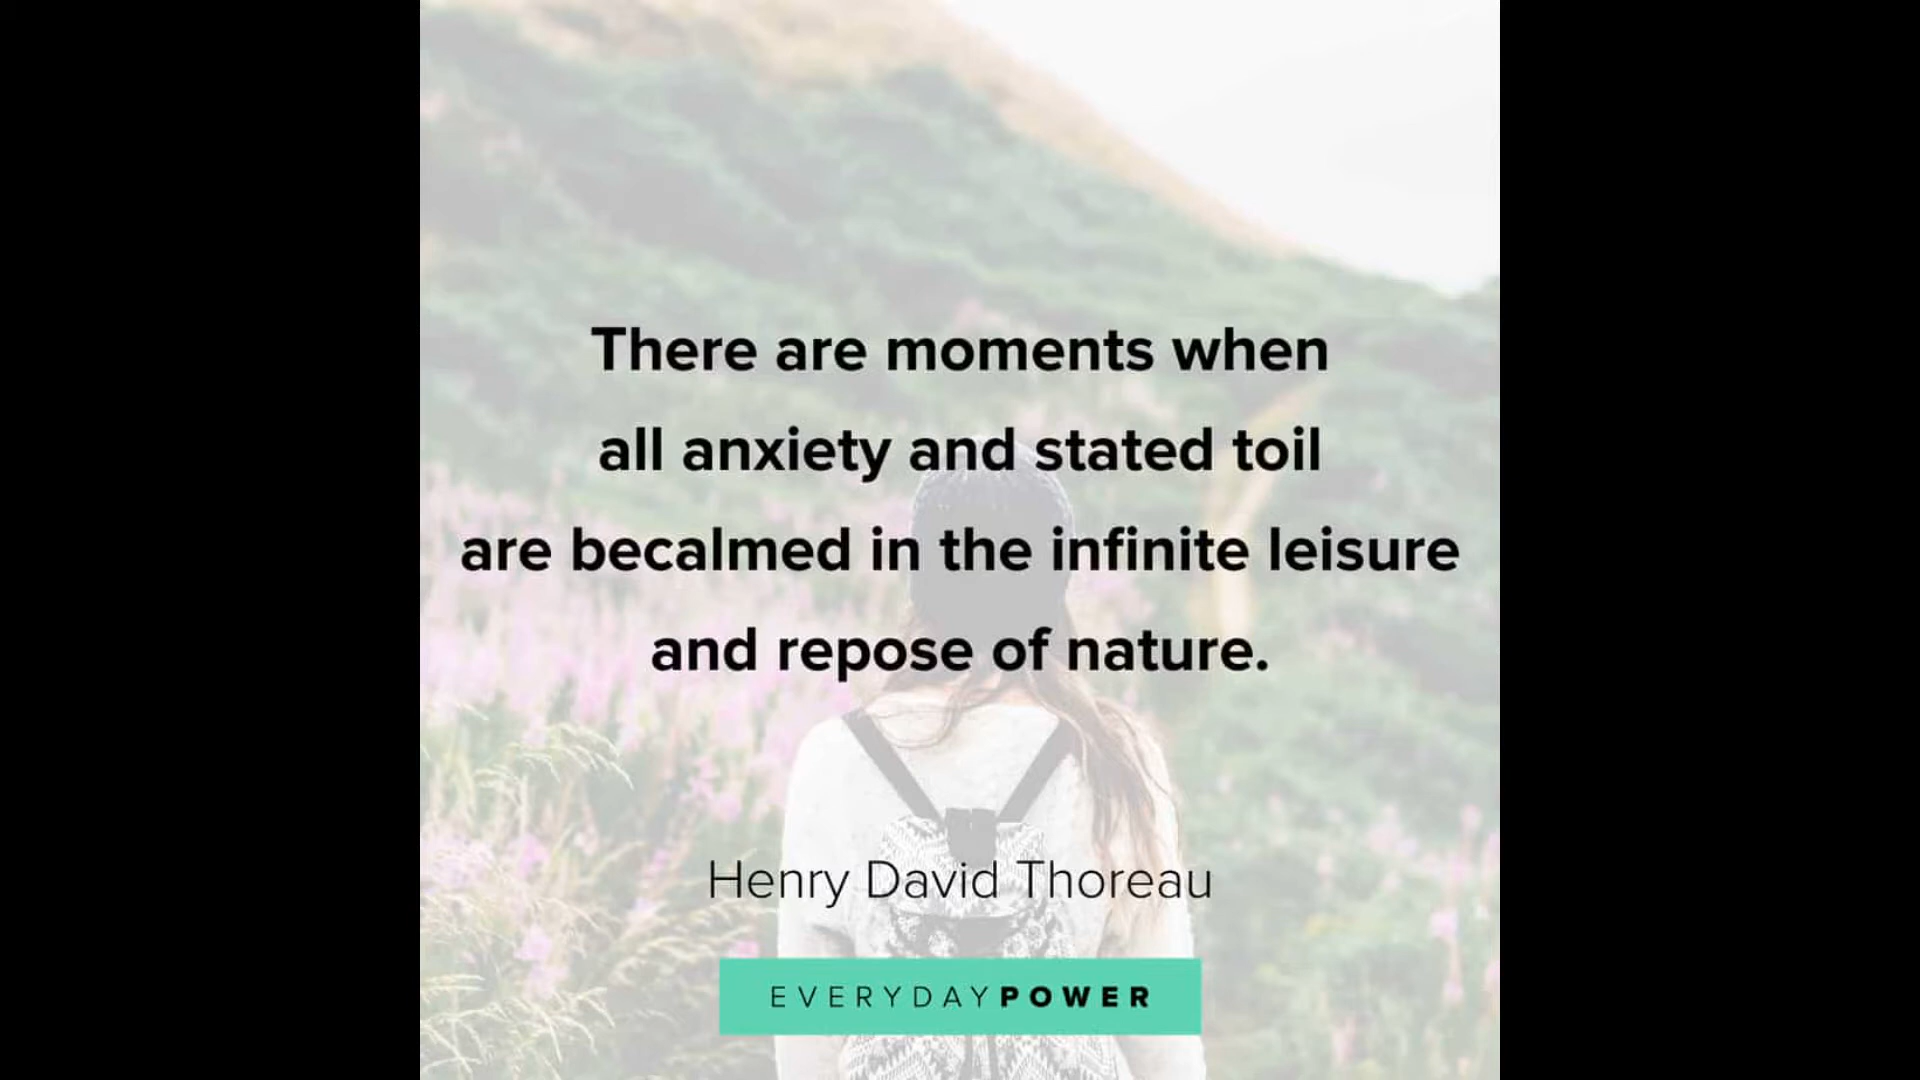 There are moments when
all anxiety and stated toil
are becalmed in the infinite leisure
and repose of nature.
Henry David Thoreau
EVERYDAYPOWER